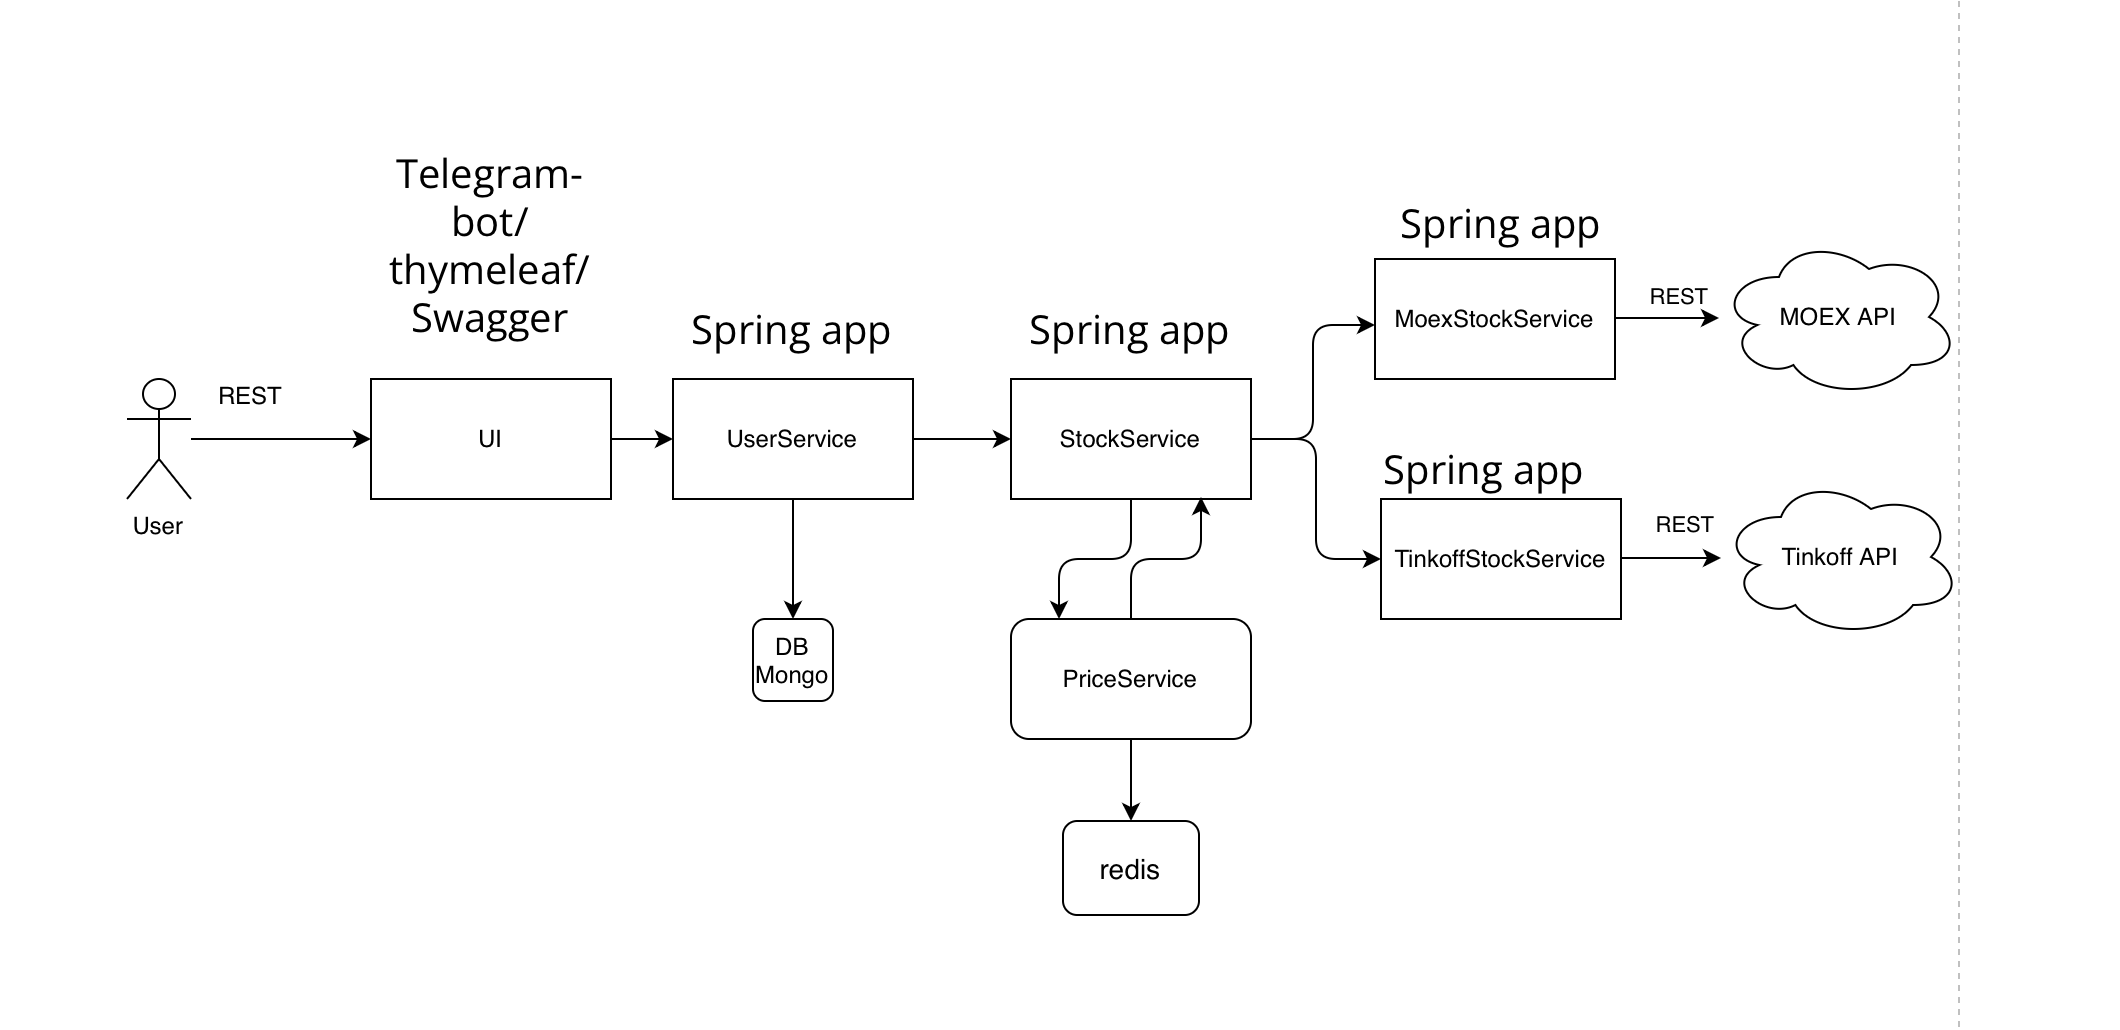 Telegram-
bot/
thymeleaf/
Swagger
Spring app
Spring app
Spring app
Spring app
REST
User
UI
UserService
StockService
MoexStockService
REST
MOEX API
TinkoffStockService
REST
Tinkoff API
DB
Mongo
PriceService
redis